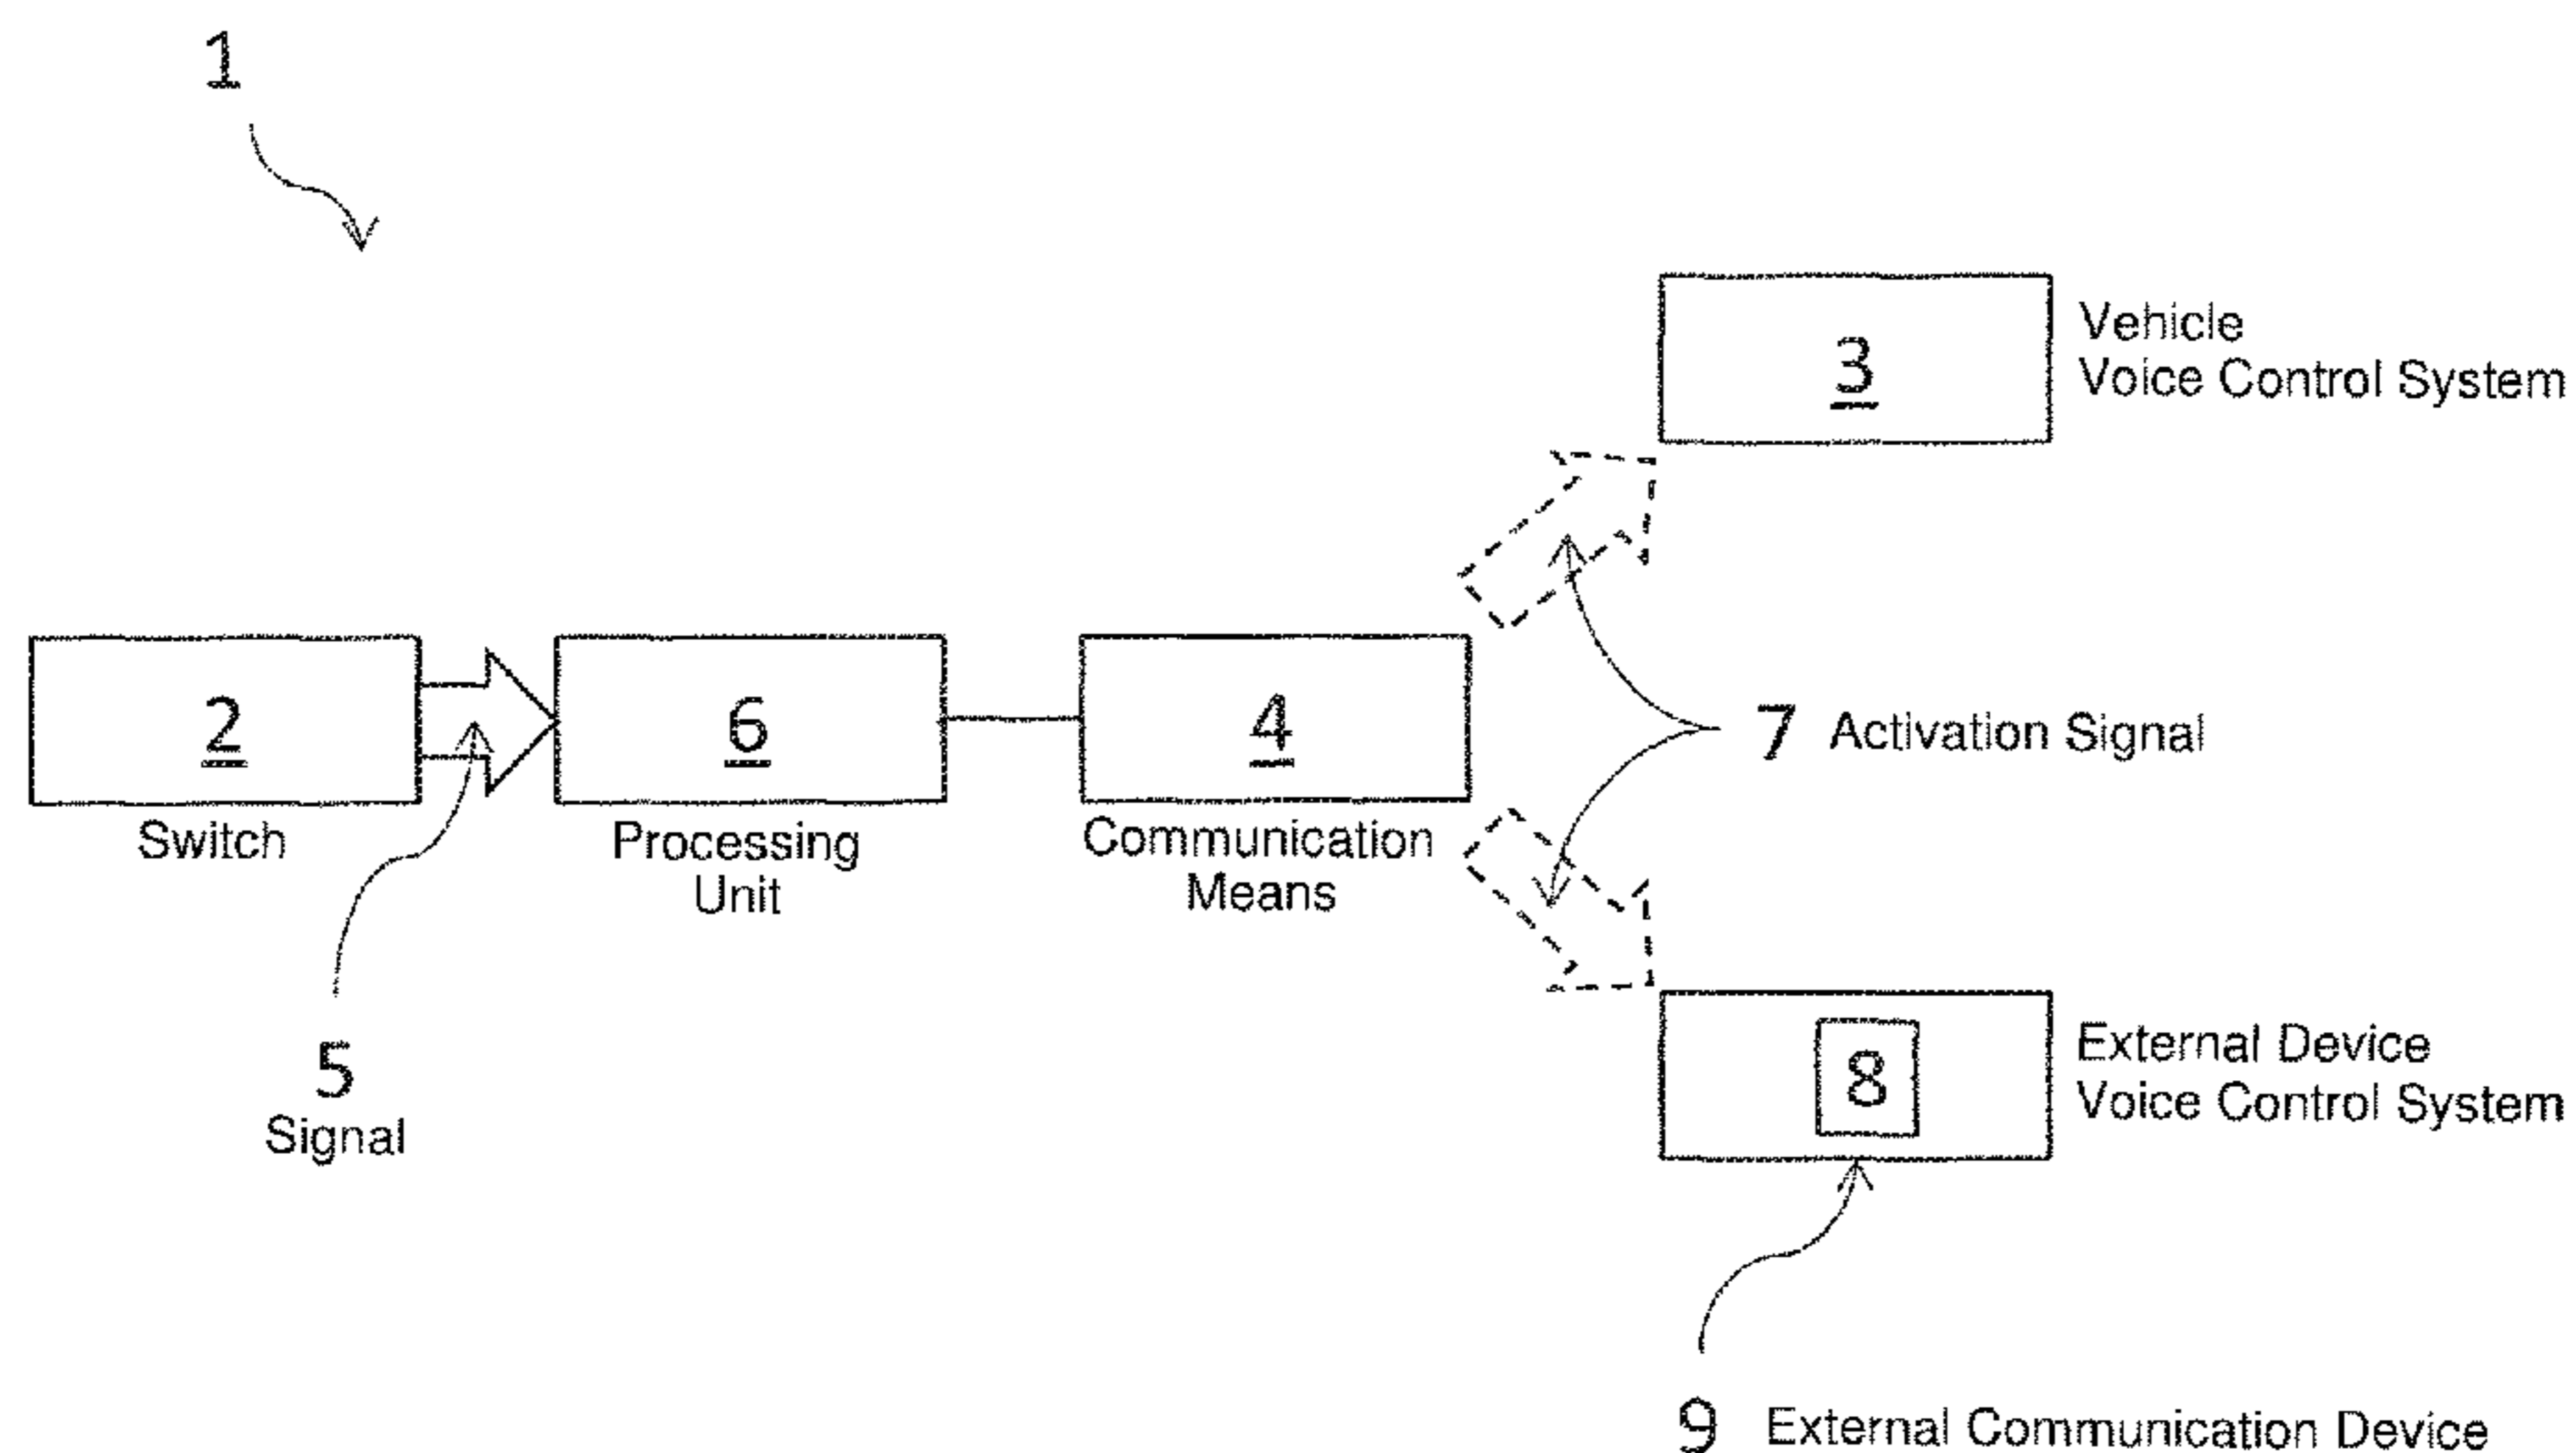 1
3
Vehicle
Voice Control System
2
6
4
7 Activation Signal
Switch
Processing
Unit
Communication
Means
5
Signal
8
External Device
Voice Control System
9 External Communication Device